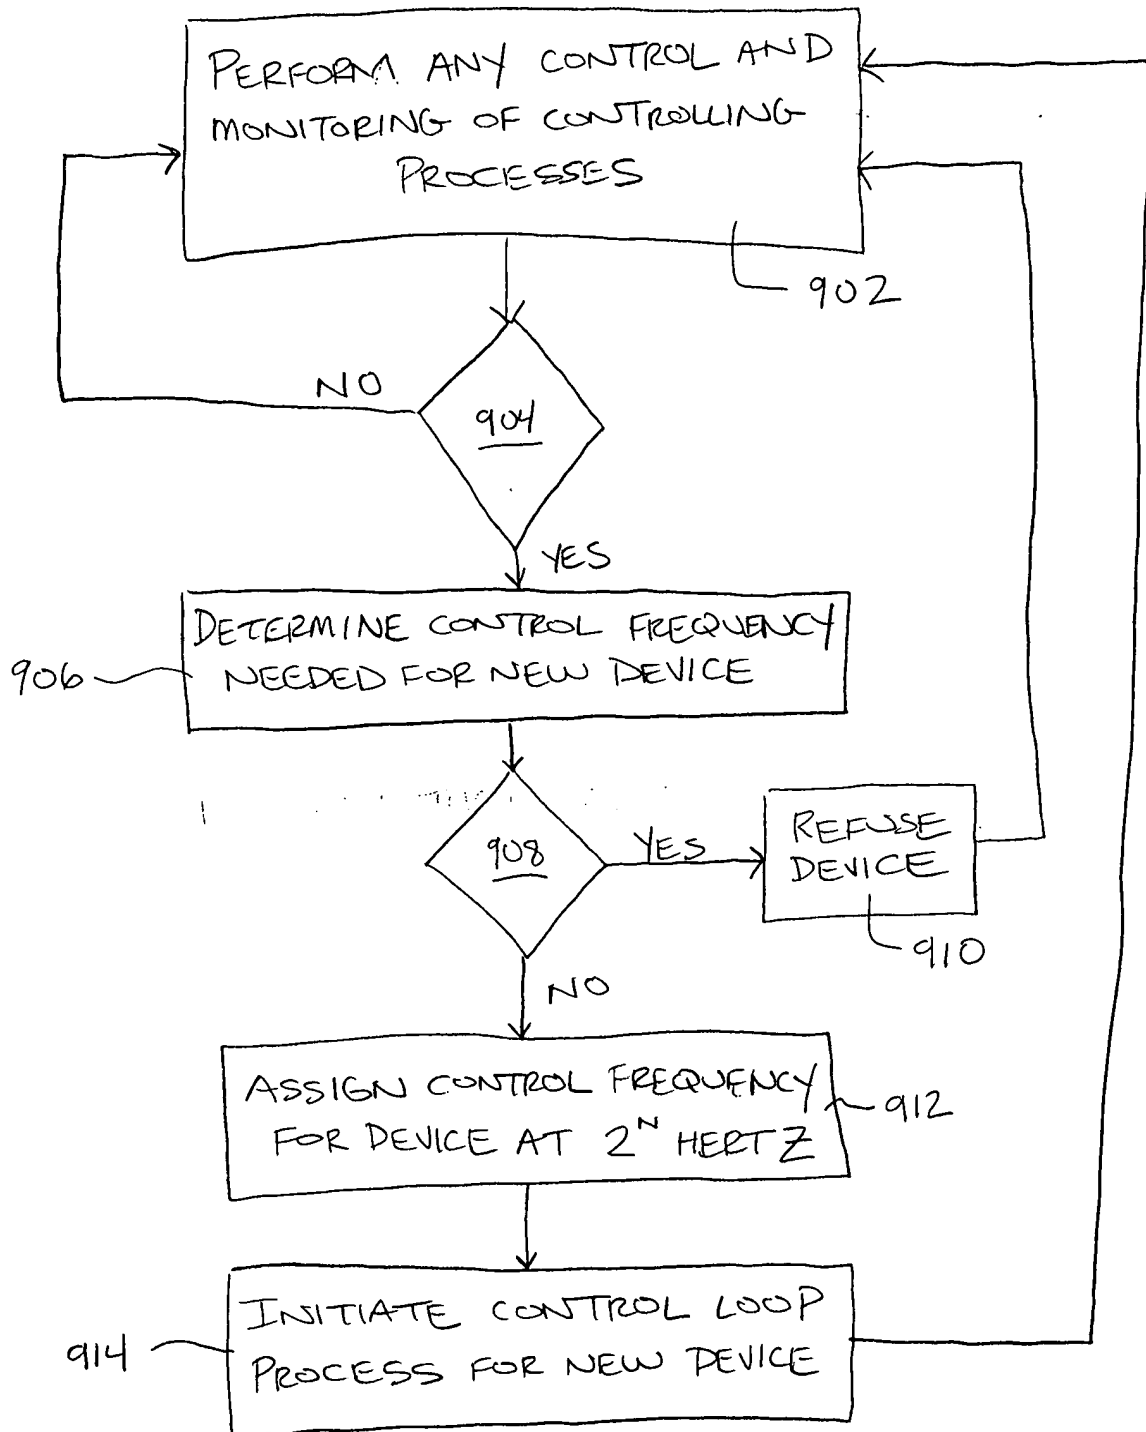 PERFORM ANY CONTROL AND
MONITORING OF CONTROLLING
PROCESSES
902
NO
904
YES
DETERMINE CONTROL FREQUENCY
NEEDED FOR NEW DEVICE
906
908
YES
REFUSE
DEVICE
910
NO
ASSIGN CONTROL FREQUENCY
FOR DEVICE AT 2^N HERTZ
912
INITIATE CONTROL LOOP
PROCESS FOR NEW DEVICE
914